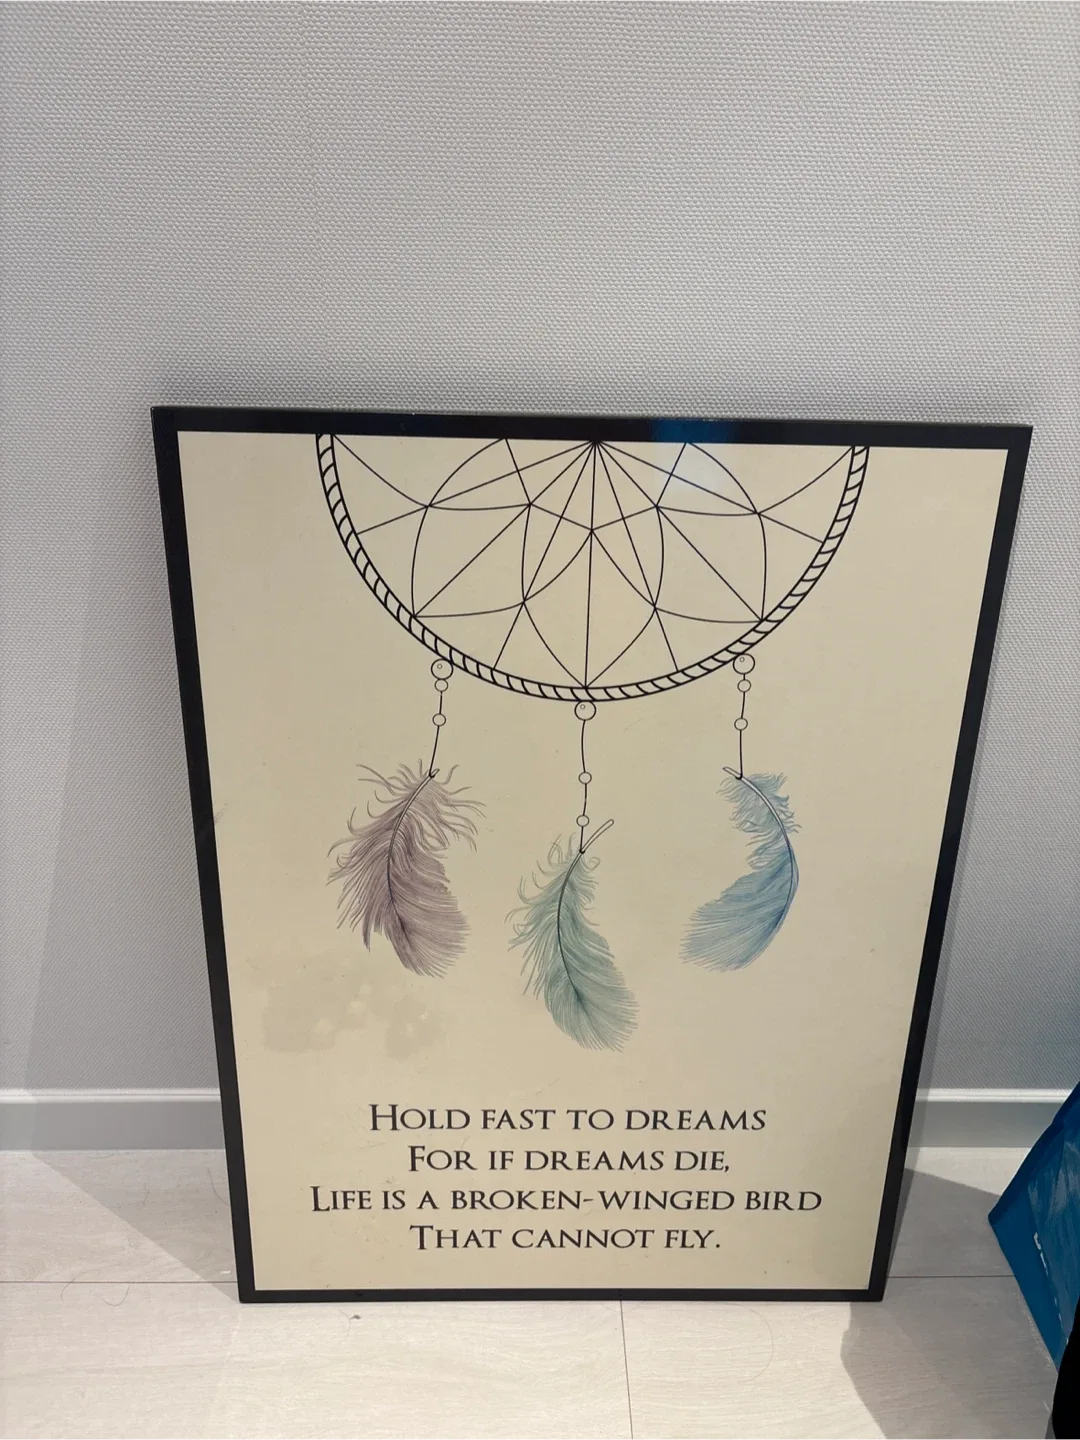 Hold fast to dreams
For if dreams die,
Life is a broken-winged bird
That cannot fly.